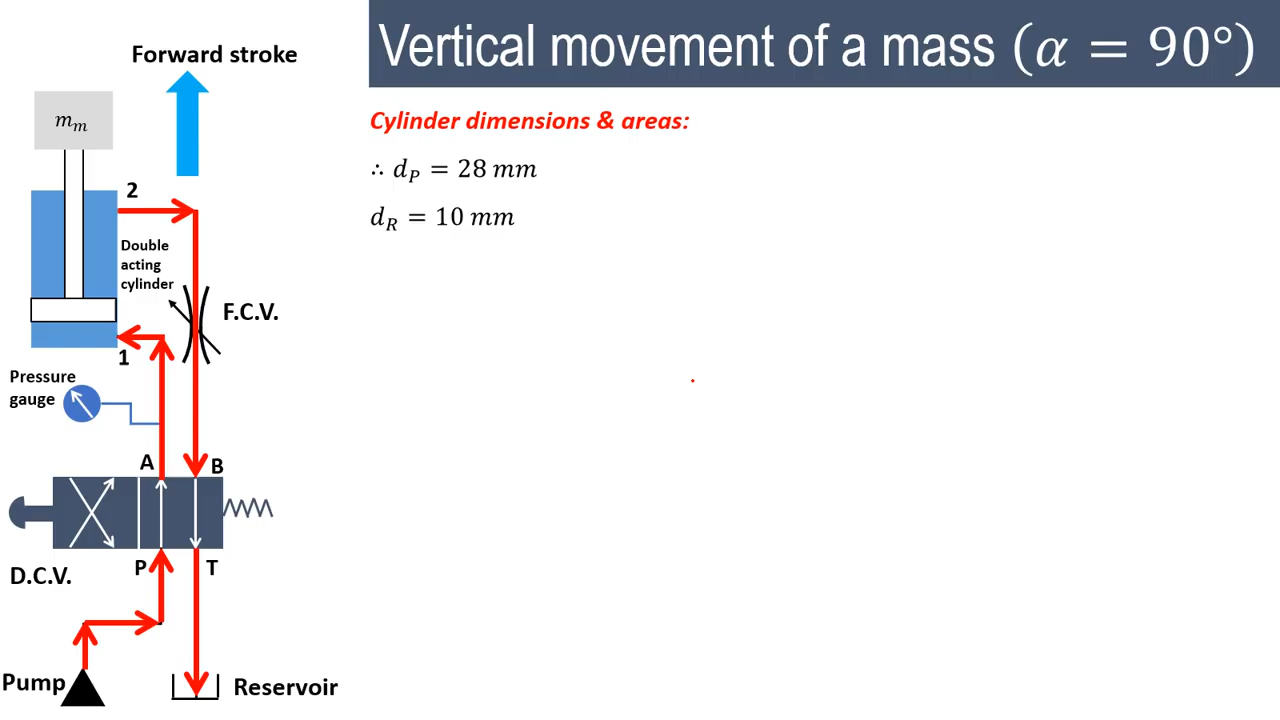 Vertical movement of a mass (α = 90°)
Forward stroke
m_m
Cylinder dimensions & areas:
∴ d_P = 28 mm
d_R = 10 mm
2
Double
acting
cylinder
F.C.V.
1
Pressure
gauge
A
B
P
T
D.C.V.
Pump
Reservoir